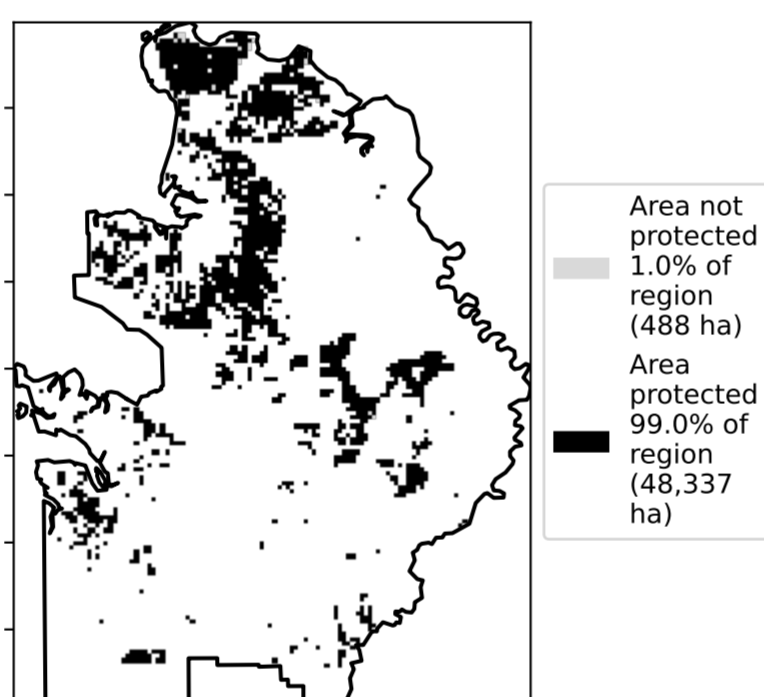 Area not
protected
1.0% of
region
(488 ha)
Area
protected
99.0% of
region
(48,337
ha)